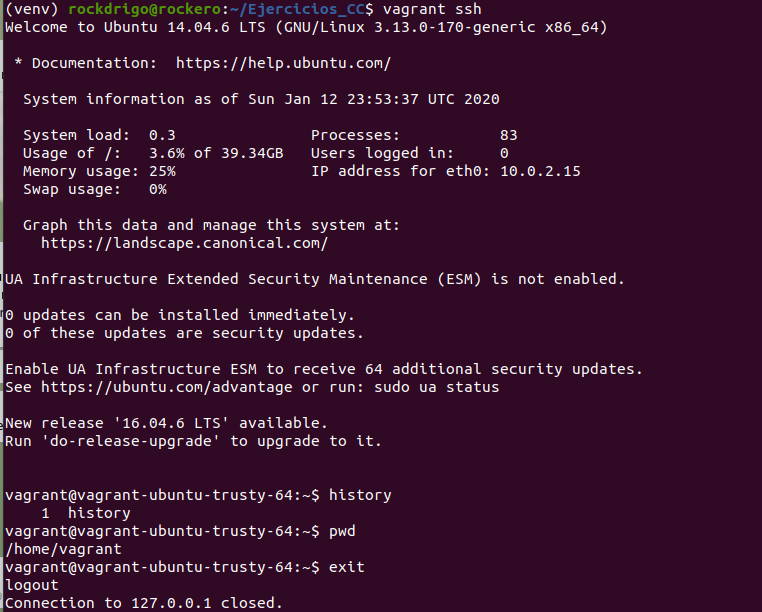 (venv) rockdrigo@rockero:~/Ejercicios_CC$ vagrant ssh
Welcome to Ubuntu 14.04.6 LTS (GNU/Linux 3.13.0-170-generic x86_64)
 * Documentation:  https://help.ubuntu.com/
  System information as of Sun Jan 12 23:53:37 UTC 2020
  System load:  0.3               Processes:           83
  Usage of /:   3.6% of 39.34GB   Users logged in:     0
  Memory usage: 25%               IP address for eth0: 10.0.2.15
  Swap usage:   0%
  Graph this data and manage this system at:
    https://landscape.canonical.com/
UA Infrastructure Extended Security Maintenance (ESM) is not enabled.
0 updates can be installed immediately.
0 of these updates are security updates.
Enable UA Infrastructure ESM to receive 64 additional security updates.
See https://ubuntu.com/advantage or run: sudo ua status
New release '16.04.6 LTS' available.
Run 'do-release-upgrade' to upgrade to it.
vagrant@vagrant-ubuntu-trusty-64:~$ history
    1  history
vagrant@vagrant-ubuntu-trusty-64:~$ pwd
/home/vagrant
vagrant@vagrant-ubuntu-trusty-64:~$ exit
logout
Connection to 127.0.0.1 closed.